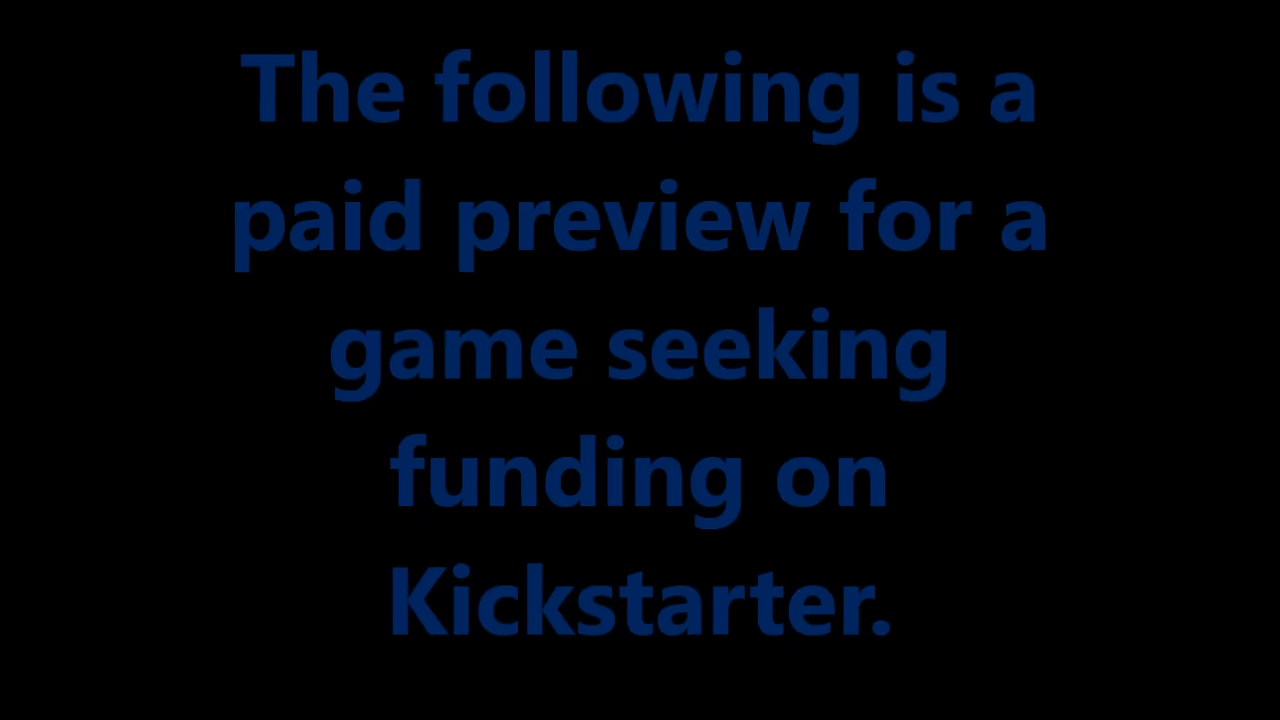 The following is a
paid preview for a
game seeking
funding on
Kickstarter.